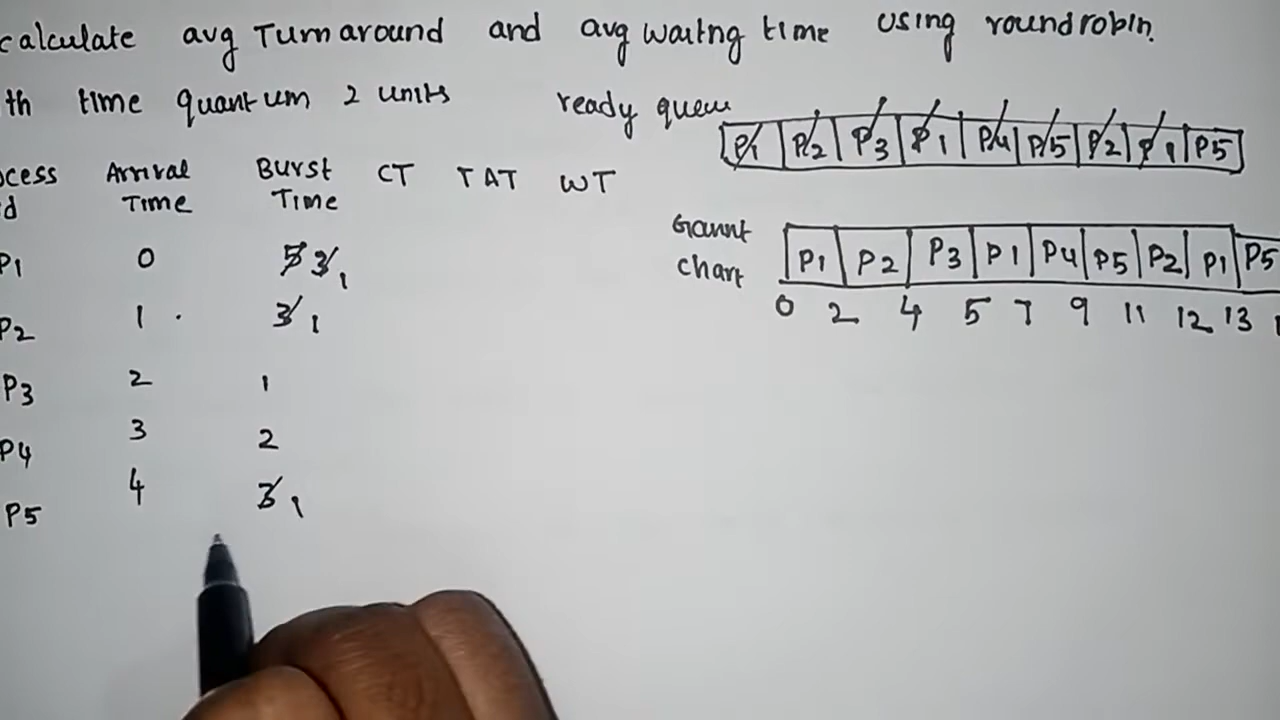 calculate avg Turnaround and avg waiting time using roundrobin.
th time quantum 2 units
ready queue
P1 P2 P3 P1 P4 P5 P2 P1 P5
ocess d Arrival Time Burst Time CT TAT WT
P1 0 5 3 1
P2 1 3 1
P3 2 1
P4 3 2
P5 4 3 1
Gannt chart
P1 P2 P3 P1 P4 P5 P2 P1 P5
0 2 4 5 7 9 11 12 13 1